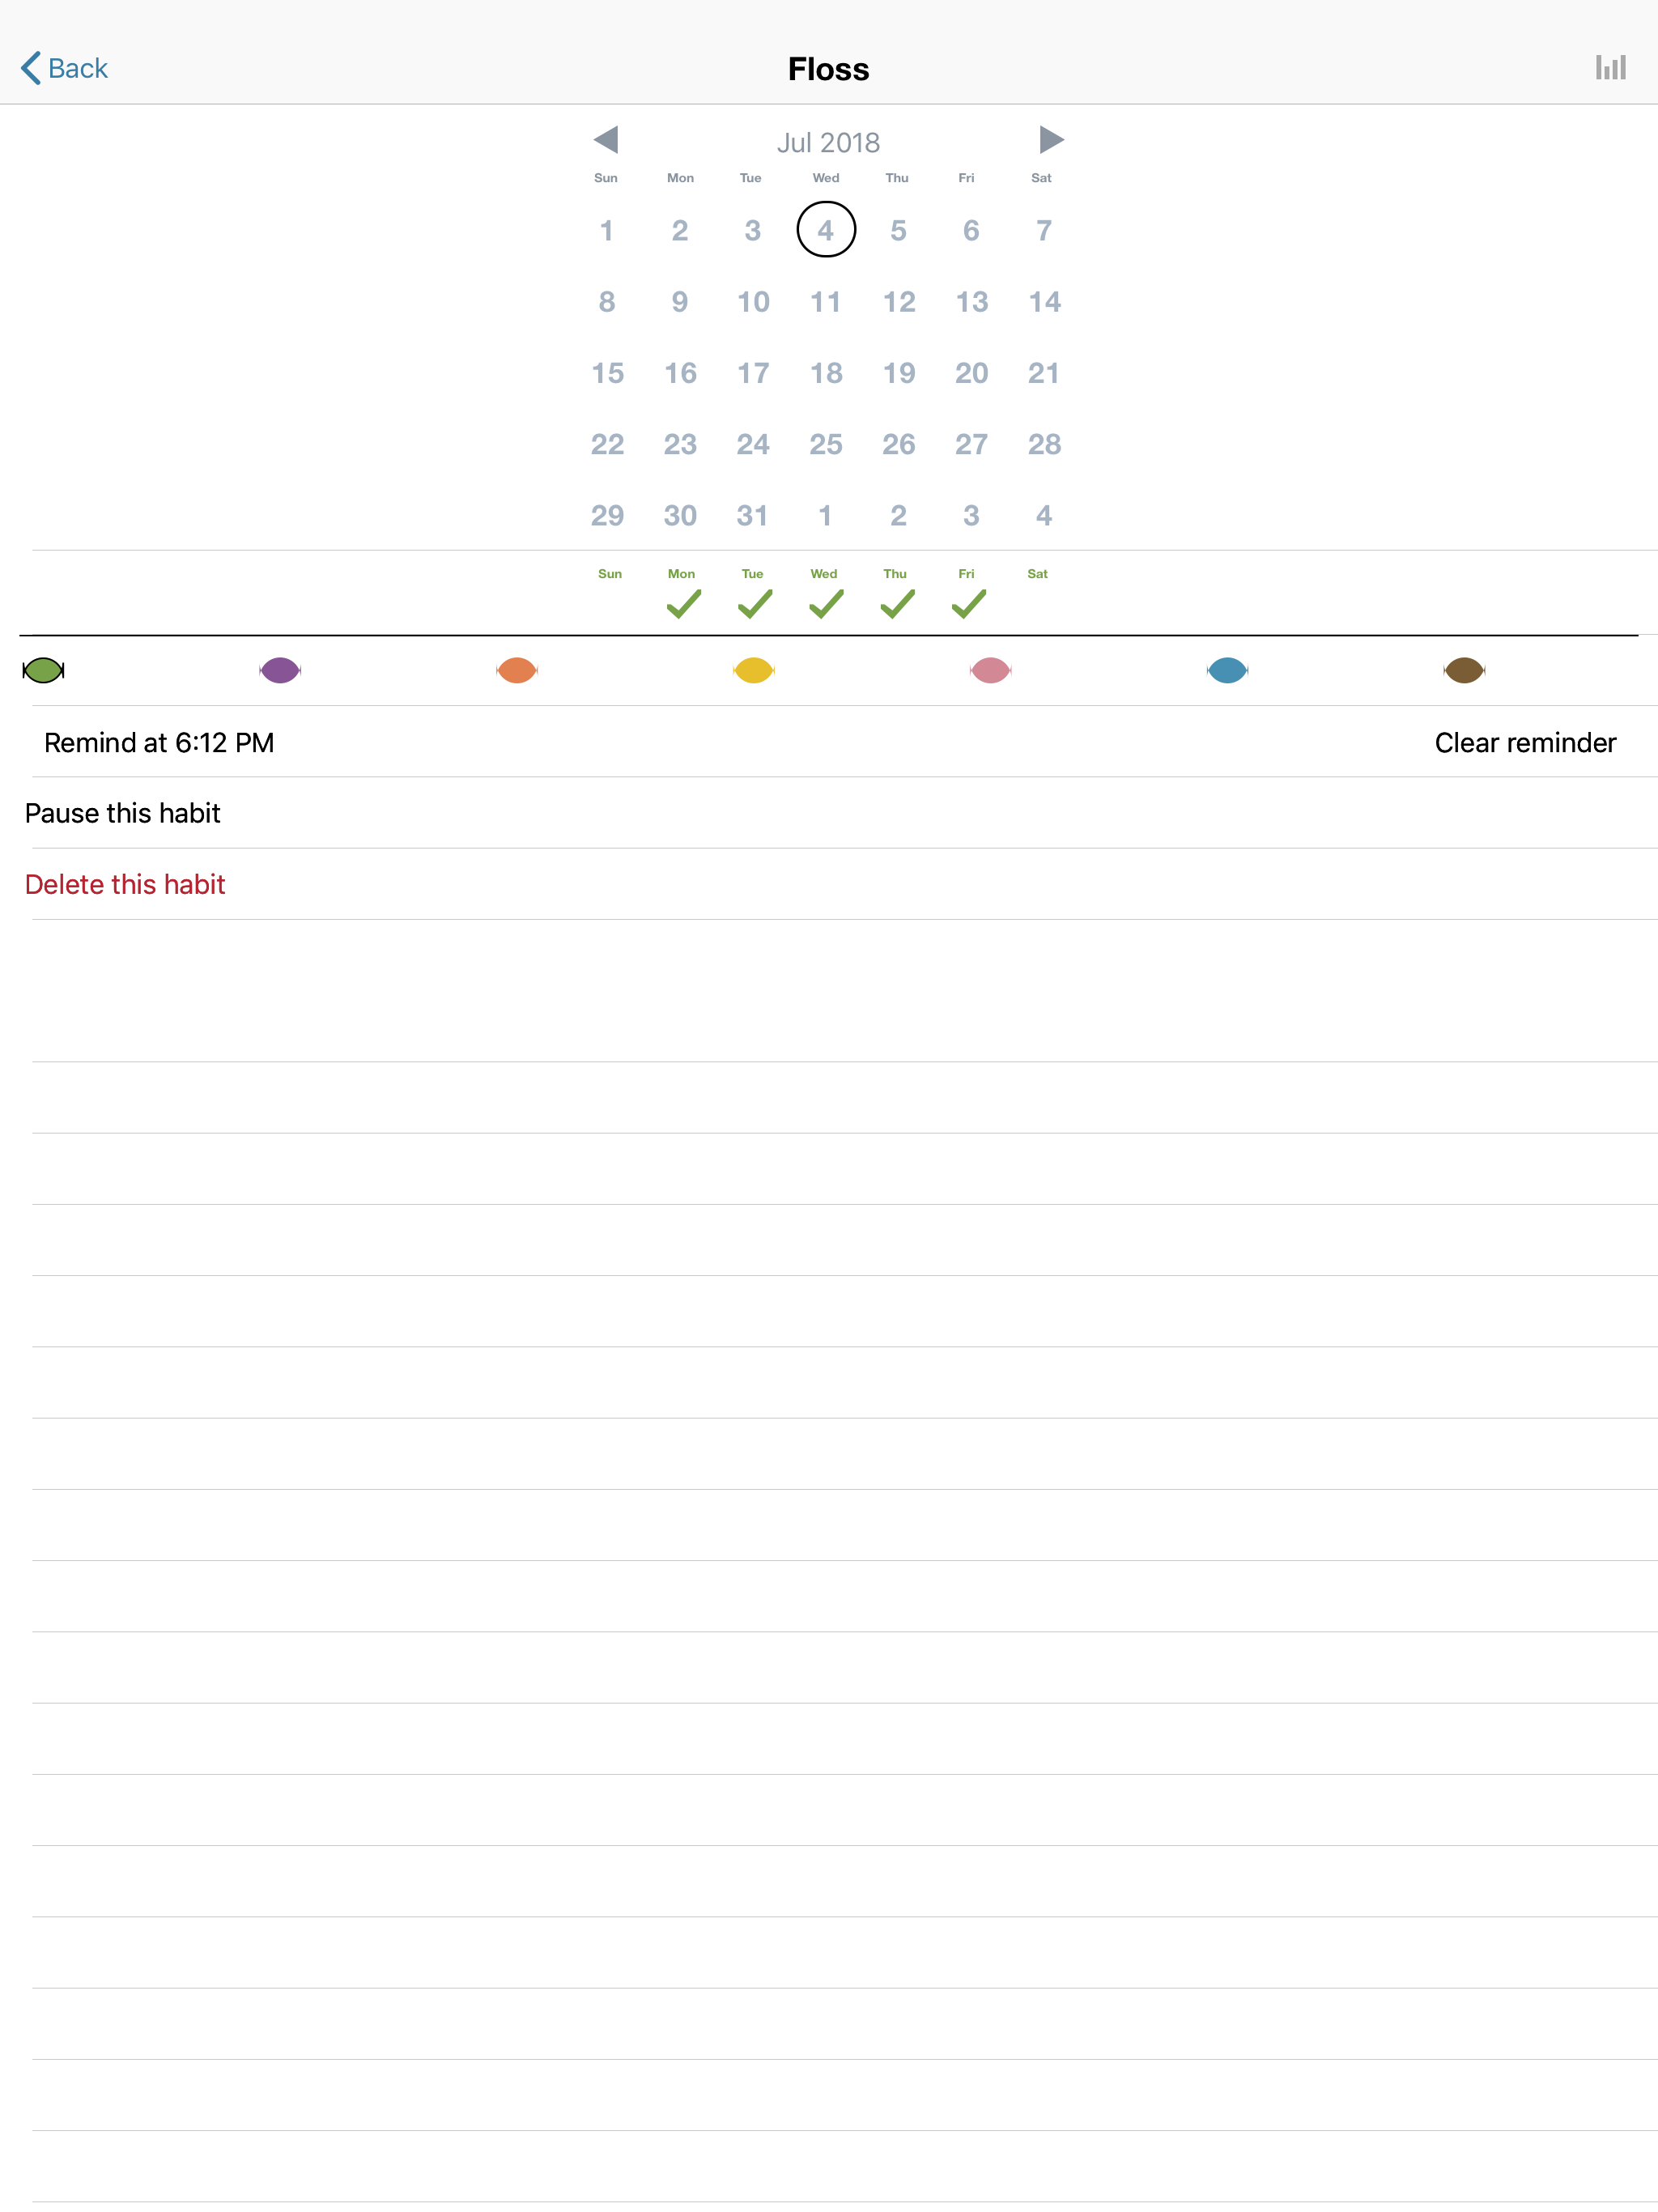 Back Floss
Jul 2018
Sun Mon Tue Wed Thu Fri Sat
1 2 3 4 5 6 7
8 9 10 11 12 13 14
15 16 17 18 19 20 21
22 23 24 25 26 27 28
29 30 31 1 2 3 4
Sun Mon Tue Wed Thu Fri Sat
Remind at 6:12 PM Clear reminder
Pause this habit
Delete this habit